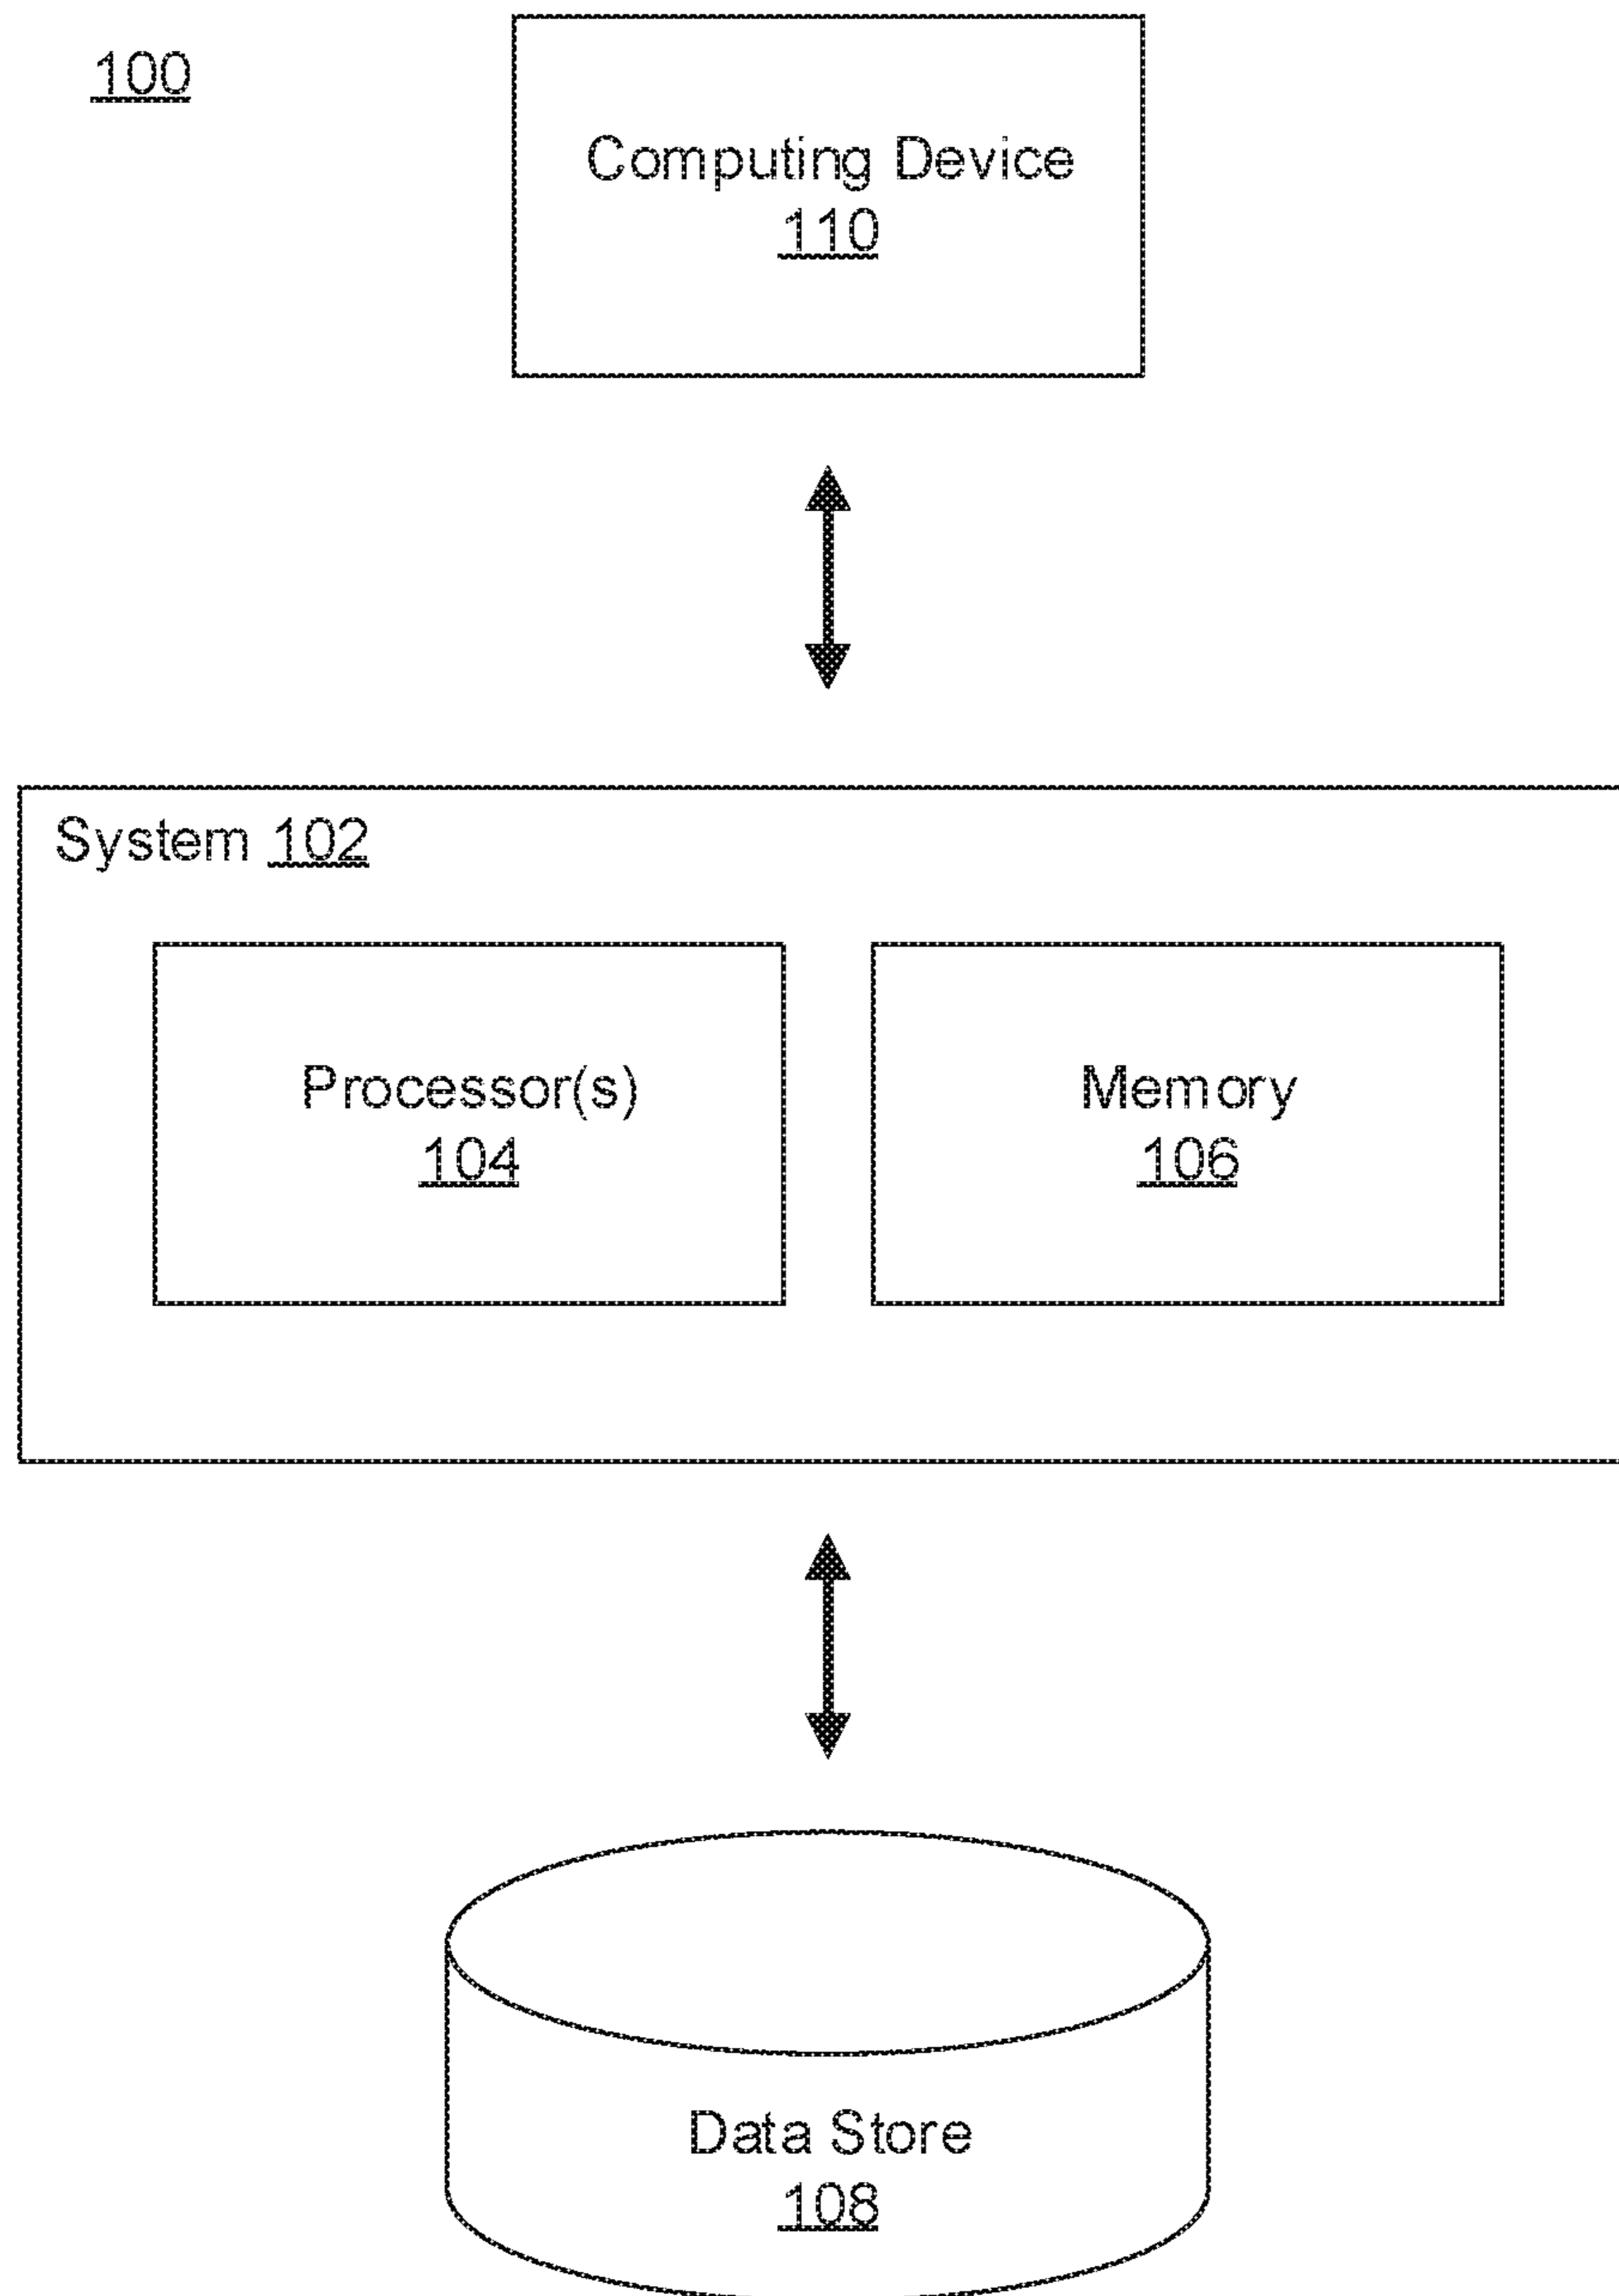 100
Computing Device
110
System 102
Processor(s)
104
Memory
106
Data Store
108